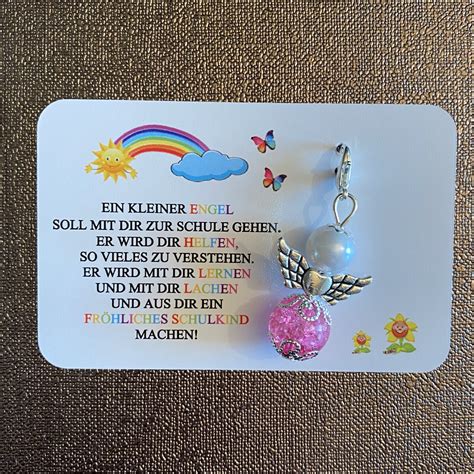 EIN KLEINER ENGEL
SOLL MIT DIR ZUR SCHULE GEHEN.
ER WIRD DIR HELFEN,
SO VIELES ZU VERSTEHEN.
ER WIRD MIT DIR LERNEN
UND MIT DIR LACHEN
UND AUS DIR EIN
FRÖHLICHES SCHULKIND
MACHEN!